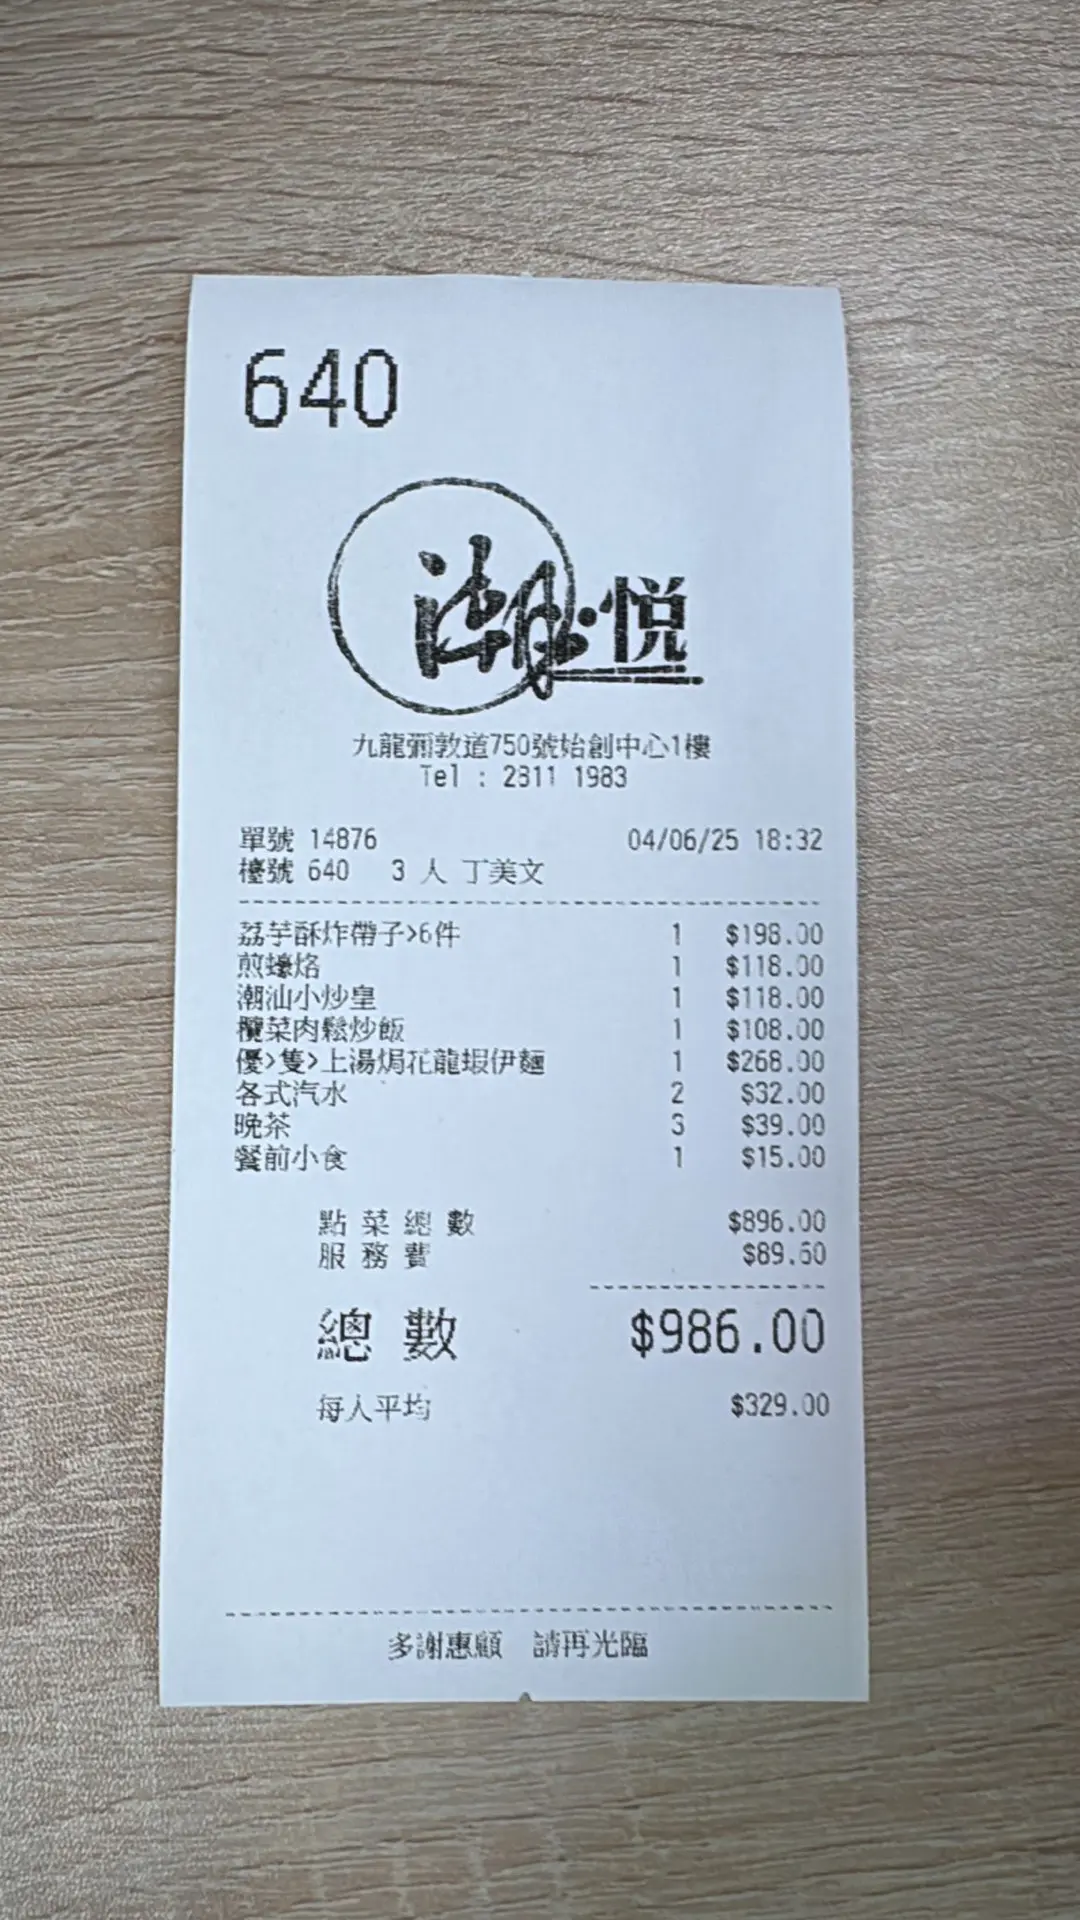 640
潮悦
九龍彌敦道750號始創中心1樓
Tel : 2311 1983
單號 14876 04/06/25 18:32
檯號 640 3 人 丁美文
荔芋酥炸帶子>6件 1 $198.00
煎蠔烙 1 $118.00
潮汕小炒皇 1 $118.00
欖菜肉鬆炒飯 1 $108.00
優>隻>上湯焗花龍蝦伊麵 1 $268.00
各式汽水 2 $32.00
晚茶 3 $39.00
餐前小食 1 $15.00
點菜總數 $896.00
服務費 $89.60
總數 $986.00
每人平均 $329.00
多謝惠顧 請再光臨